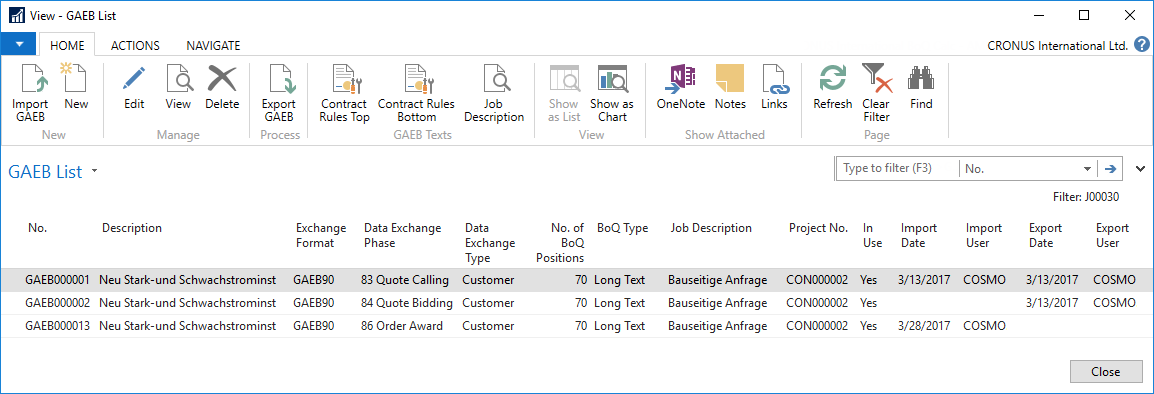 View - GAEB List
HOME ACTIONS NAVIGATE CRONUS International Ltd. ?
Import GAEB New Edit View Delete Export GAEB Contract Rules Top Contract Rules Bottom Job Description Show as List Show as Chart OneNote Notes Links Refresh Clear Filter Find
New Manage Process GAEB Texts View Show Attached Page
GAEB List Type to filter (F3) No.
Filter: J00030
No. Description Exchange Format Data Exchange Phase Data Exchange Type No. of BoQ Positions BoQ Type Job Description Project No. In Use Import Date Import User Export Date Export User
GAEB000001 Neu Stark-und Schwachstrominst GAEB90 83 Quote Calling Customer 70 Long Text Bauseitige Anfrage CON000002 Yes 3/13/2017 COSMO 3/13/2017 COSMO
GAEB000002 Neu Stark-und Schwachstrominst GAEB90 84 Quote Bidding Customer 70 Long Text Bauseitige Anfrage CON000002 Yes 3/13/2017 COSMO
GAEB000013 Neu Stark-und Schwachstrominst GAEB90 86 Order Award Customer 70 Long Text Bauseitige Anfrage CON000002 Yes 3/28/2017 COSMO
Close